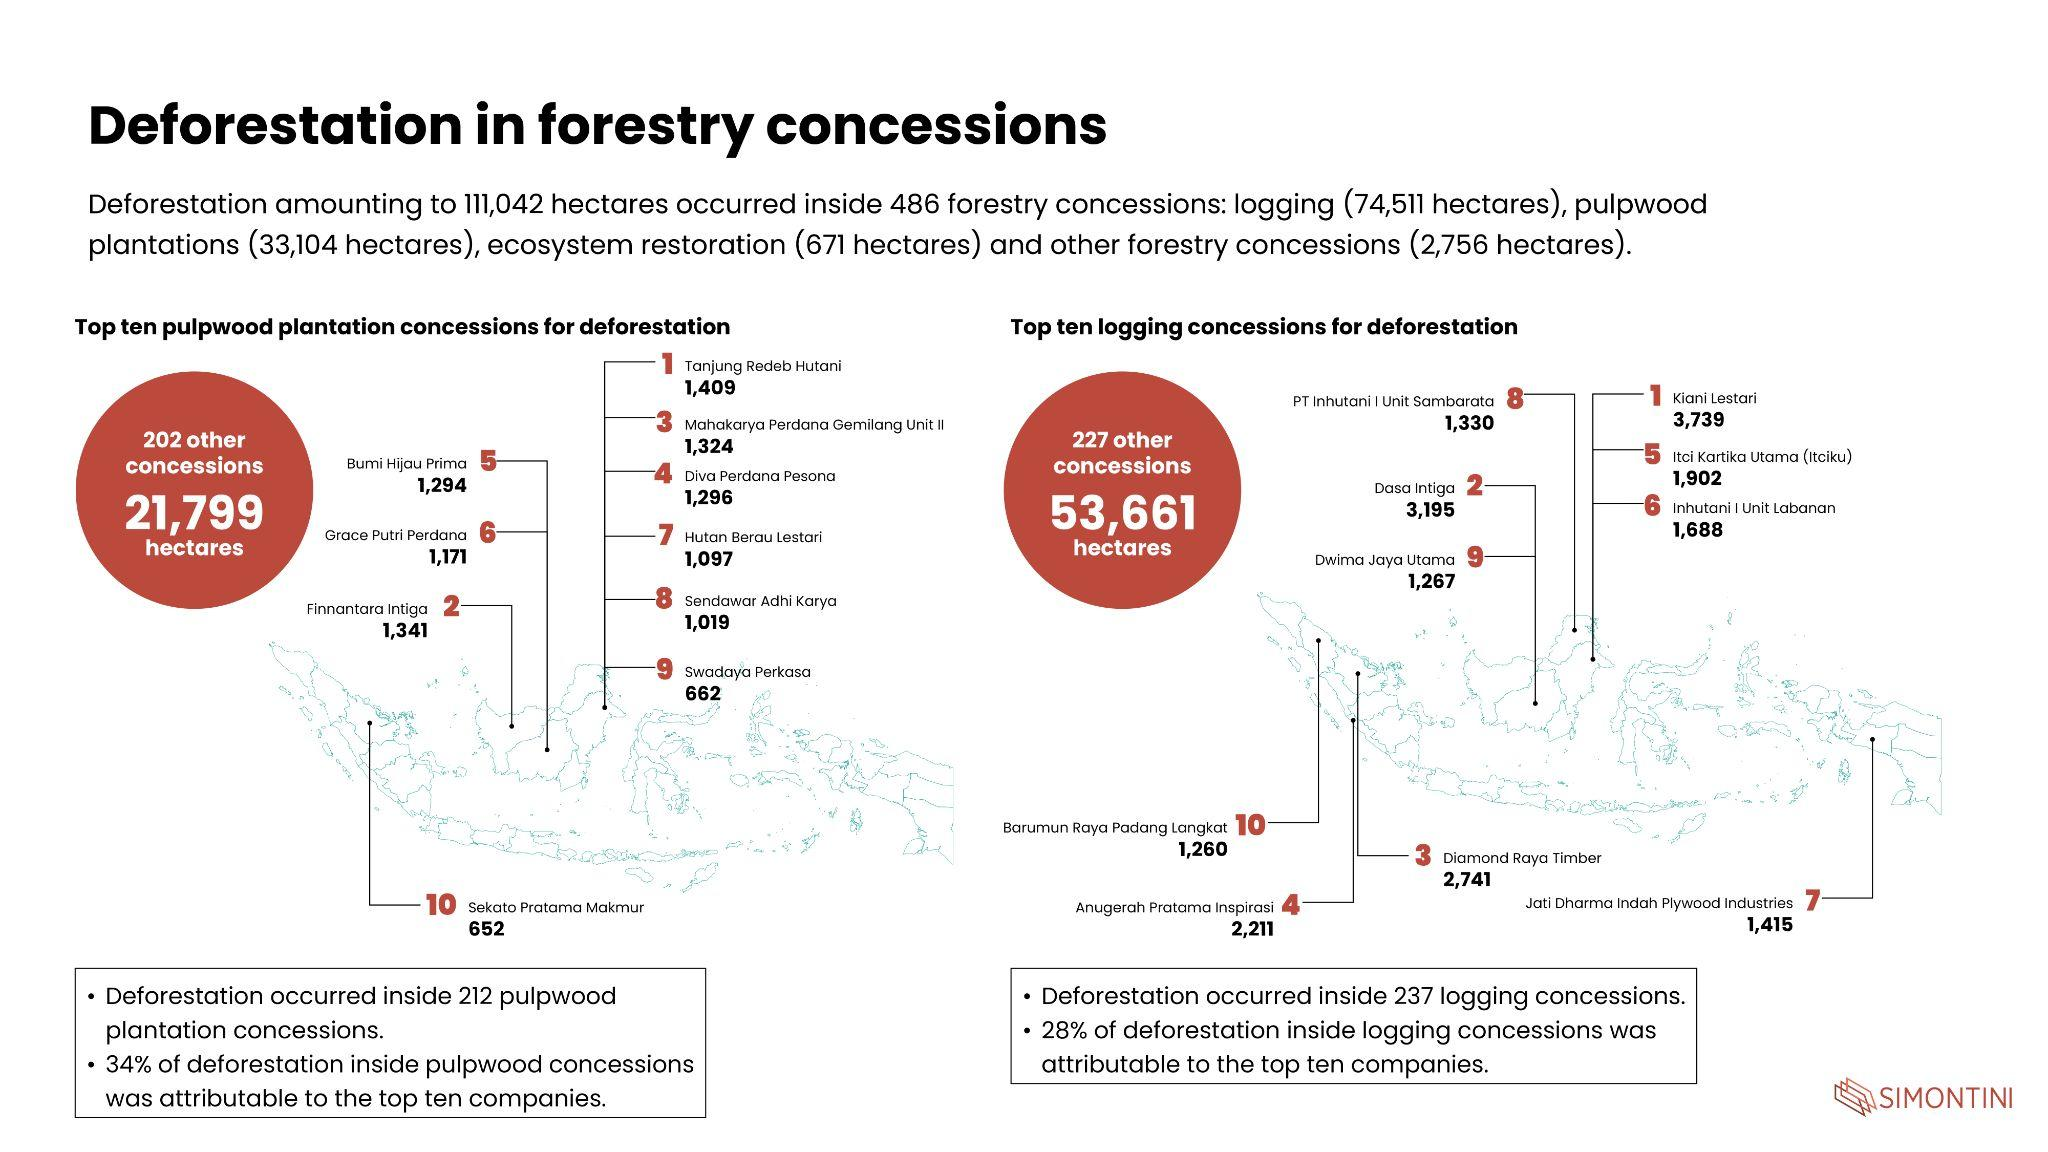 Deforestation in forestry concessions
Deforestation amounting to 111,042 hectares occurred inside 486 forestry concessions: logging (74,511 hectares), pulpwood
plantations (33,104 hectares), ecosystem restoration (671 hectares) and other forestry concessions (2,756 hectares).
Top ten pulpwood plantation concessions for deforestation
202 other
concessions
21,799
hectares
1 Tanjung Redeb Hutani
1,409
3 Mahakarya Perdana Gemilang Unit II
1,324
4 Diva Perdana Pesona
1,296
Bumi Hijau Prima 5
1,294
Grace Putri Perdana 6
1,171
7 Hutan Berau Lestari
1,097
8 Sendawar Adhi Karya
1,019
Finnantara Intiga 2
1,341
9 Swadaya Perkasa
662
10 Sekato Pratama Makmur
652
• Deforestation occurred inside 212 pulpwood
plantation concessions.
• 34% of deforestation inside pulpwood concessions
was attributable to the top ten companies.
Top ten logging concessions for deforestation
227 other
concessions
53,661
hectares
PT Inhutani I Unit Sambarata 8
1,330
1 Kiani Lestari
3,739
5 Itci Kartika Utama (Itciku)
1,902
Dasa Intiga 2
3,195
6 Inhutani I Unit Labanan
1,688
Dwima Jaya Utama 9
1,267
Barumun Raya Padang Langkat 10
1,260
3 Diamond Raya Timber
2,741
Anugerah Pratama Inspirasi 4
2,211
Jati Dharma Indah Plywood Industries 7
1,415
• Deforestation occurred inside 237 logging concessions.
• 28% of deforestation inside logging concessions was
attributable to the top ten companies.
SIMONTINI